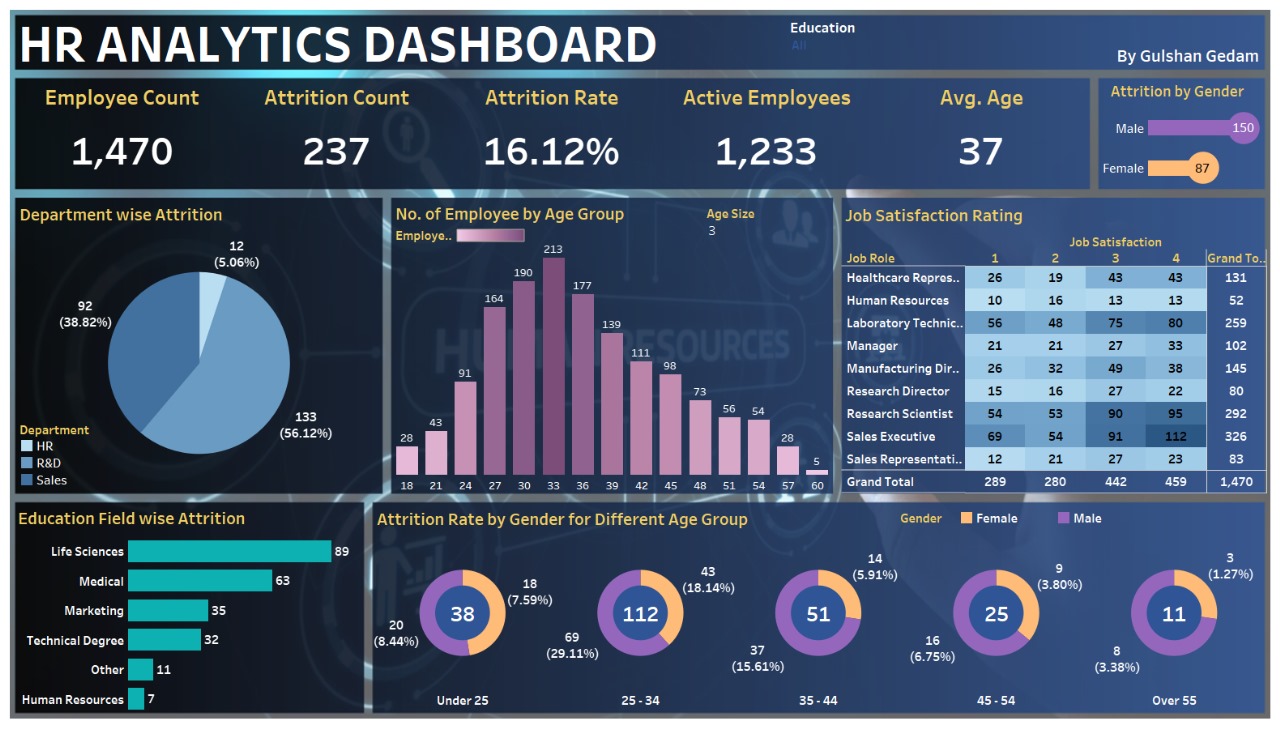 HR ANALYTICS DASHBOARD
Education
All
By Gulshan Gedam
Employee Count
1,470
Attrition Count
237
Attrition Rate
16.12%
Active Employees
1,233
Avg. Age
37
Attrition by Gender
Male 150
Female 87
Department wise Attrition
12
(5.06%)
92
(38.82%)
133
(56.12%)
Department
HR
R&D
Sales
No. of Employee by Age Group
Employe..
Age Size
3
28 43 91 164 190 213 177 139 111 98 73 56 54 28 5
18 21 24 27 30 33 36 39 42 45 48 51 54 57 60
HUMAN RESOURCES
Job Satisfaction Rating
Job Satisfaction
Job Role 1 2 3 4 Grand To..
Healthcare Repres.. 26 19 43 43 131
Human Resources 10 16 13 13 52
Laboratory Technic.. 56 48 75 80 259
Manager 21 21 27 33 102
Manufacturing Dir.. 26 32 49 38 145
Research Director 15 16 27 22 80
Research Scientist 54 53 90 95 292
Sales Executive 69 54 91 112 326
Sales Representati.. 12 21 27 23 83
Grand Total 289 280 442 459 1,470
Education Field wise Attrition
Life Sciences 89
Medical 63
Marketing 35
Technical Degree 32
Other 11
Human Resources 7
Attrition Rate by Gender for Different Age Group
Gender Female Male
18
(7.59%)
38
20
(8.44%)
Under 25
43
(18.14%)
112
69
(29.11%)
25 - 34
14
(5.91%)
51
37
(15.61%)
35 - 44
9
(3.80%)
25
16
(6.75%)
45 - 54
3
(1.27%)
11
8
(3.38%)
Over 55